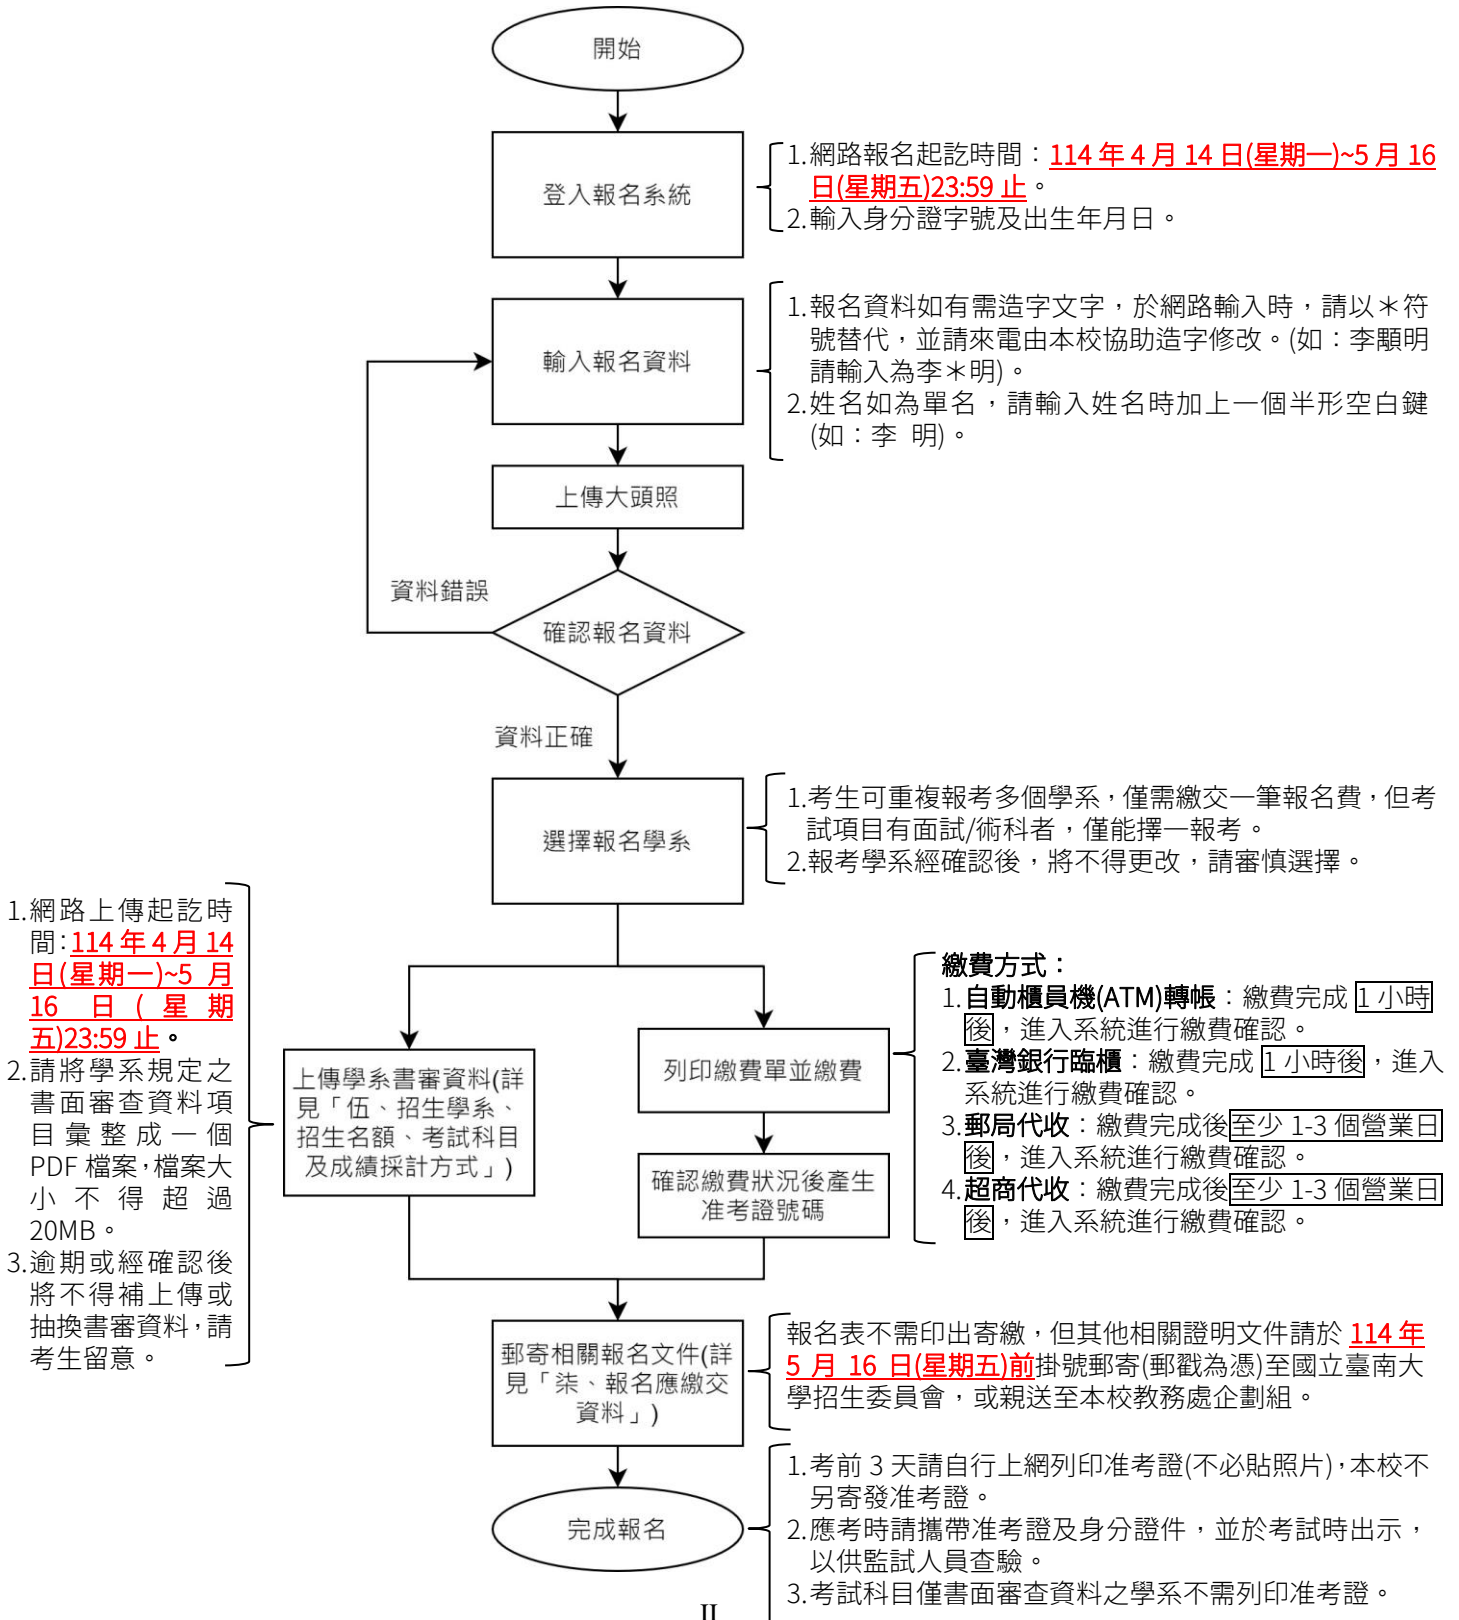 開始
登入報名系統
1.網路報名起訖時間：114 年 4 月 14 日(星期一)~5 月 16
日(星期五)23:59 止。
2.輸入身分證字號及出生年月日。
輸入報名資料
1.報名資料如有需造字文字，於網路輸入時，請以＊符
號替代，並請來電由本校協助造字修改。(如：李顒明
請輸入為李＊明)。
2.姓名如為單名，請輸入姓名時加上一個半形空白鍵
(如：李 明)。
上傳大頭照
資料錯誤
確認報名資料
資料正確
選擇報名學系
1.考生可重複報考多個學系，僅需繳交一筆報名費，但考
試項目有面試/術科者，僅能擇一報考。
2.報考學系經確認後，將不得更改，請審慎選擇。
1.網路上傳起訖時
間：114 年 4 月 14
日(星期一)~5 月
16 日(星期
五)23:59 止。
2.請將學系規定之
書面審查資料項
目彙整成一個
PDF 檔案，檔案大
小不得超過
20MB。
3.逾期或經確認後
將不得補上傳或
抽換書審資料，請
考生留意。
上傳學系書審資料(詳
見「伍、招生學系、
招生名額、考試科目
及成績採計方式」)
列印繳費單並繳費
確認繳費狀況後產生
准考證號碼
繳費方式：
1.自動櫃員機(ATM)轉帳：繳費完成 1 小時
後，進入系統進行繳費確認。
2.臺灣銀行臨櫃：繳費完成 1 小時後，進入
系統進行繳費確認。
3.郵局代收：繳費完成後至少 1-3 個營業日
後，進入系統進行繳費確認。
4.超商代收：繳費完成後至少 1-3 個營業日
後，進入系統進行繳費確認。
郵寄相關報名文件(詳
見「柒、報名應繳交
資料」)
報名表不需印出寄繳，但其他相關證明文件請於 114 年
5 月 16 日(星期五)前掛號郵寄(郵戳為憑)至國立臺南大
學招生委員會，或親送至本校教務處企劃組。
完成報名
1.考前 3 天請自行上網列印准考證(不必貼照片)，本校不
另寄發准考證。
2.應考時請攜帶准考證及身分證件，並於考試時出示，
以供監試人員查驗。
3.考試科目僅書面審查資料之學系不需列印准考證。
II